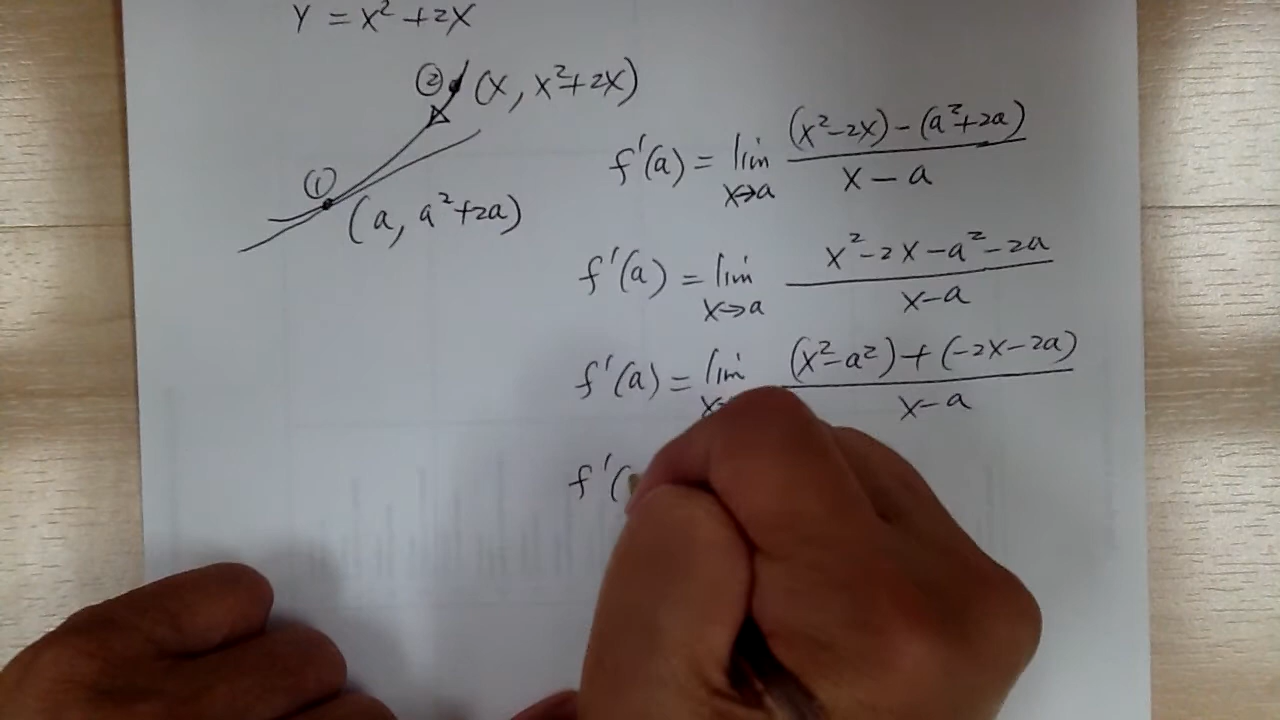 Y = x² + 2x
② (x, x²+2x)
① (a, a²+2a)
f'(a) = lim x→a (x²-2x)-(a²+2a) / x-a
f'(a) = lim x→a x²-2x-a²-2a / x-a
f'(a) = lim x (x²-a²)+(-2x-2a) / x-a
f'(